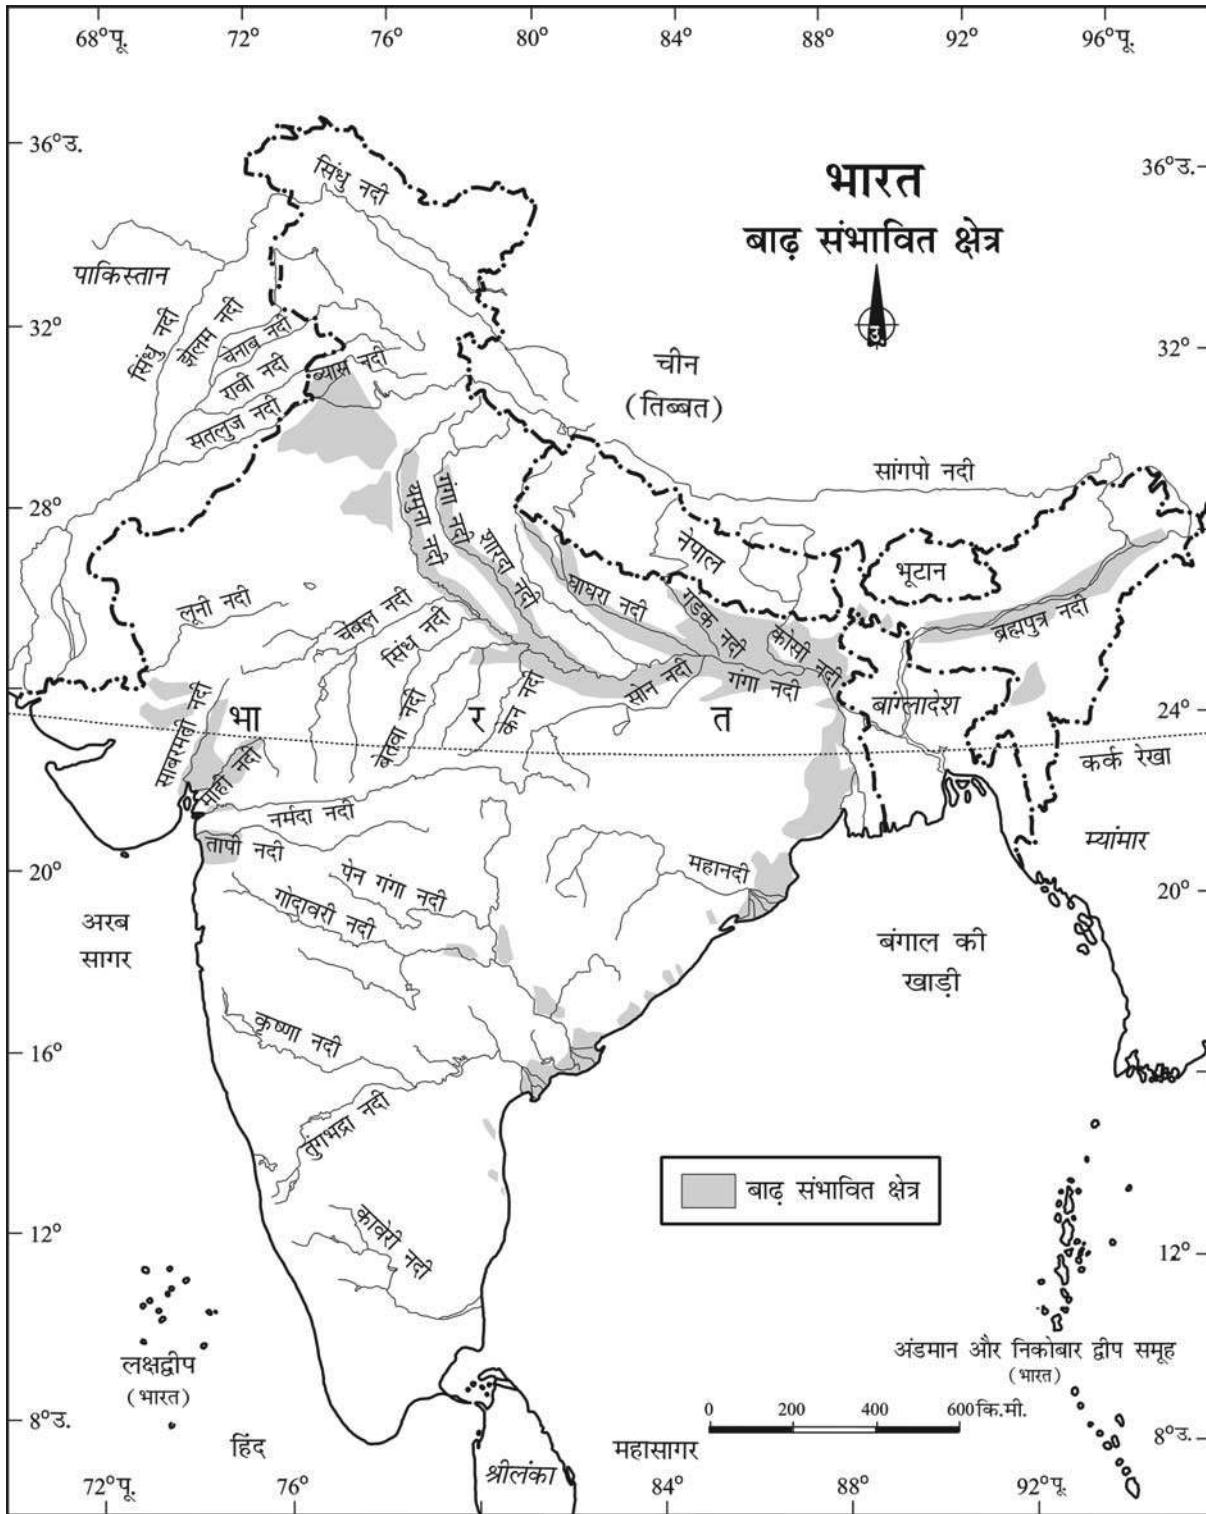 68°पू.
72°
76°
80°
84°
88°
92°
96°पू.
36°उ.
36°उ.
भारत
बाढ़ संभावित क्षेत्र
उ
सिंधु नदी
पाकिस्तान
32°
32°
सिंधु नदी
झेलम नदी
चेनाब नदी
रावी नदी
ब्यास नदी
सतलुज नदी
चीन
(तिब्बत)
सांगपो नदी
28°
28°
यमुना नदी
गंगा नदी
शारदा नदी
घाघरा नदी
नेपाल
भूटान
गंडक नदी
कोसी नदी
ब्रह्मपुत्र नदी
लूनी नदी
चंबल नदी
सिंध नदी
बेतवा नदी
केन नदी
सोन नदी
गंगा नदी
बांग्लादेश
24°
साबरमती नदी
माही नदी
भा
र
त
कर्क रेखा
नर्मदा नदी
तापी नदी
पेन गंगा नदी
गोदावरी नदी
महानदी
म्यांमार
20°
20°
अरब
सागर
बंगाल की
खाड़ी
कृष्णा नदी
16°
तुंगभद्रा नदी
बाढ़ संभावित क्षेत्र
कावेरी नदी
12°
12°
लक्षद्वीप
(भारत)
अंडमान और निकोबार द्वीप समूह
(भारत)
0
200
400
600कि.मी.
8°उ.
8°उ.
हिंद
महासागर
श्रीलंका
72°पू.
76°
84°
88°
92°पू.